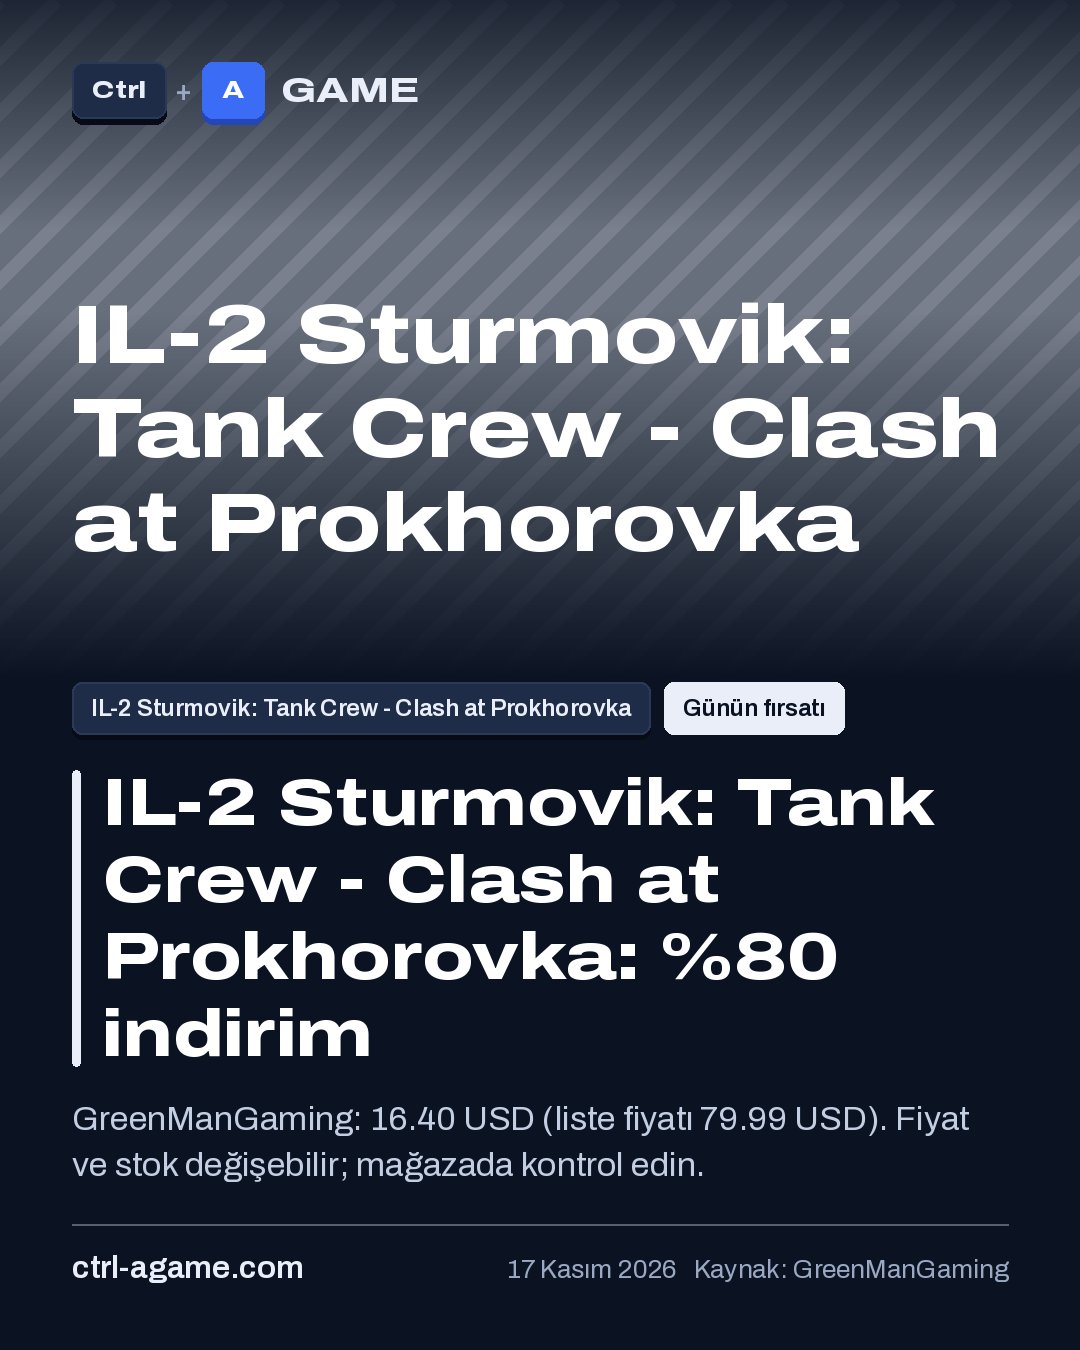 Ctrl + A GAME
IL-2 Sturmovik:
Tank Crew - Clash
at Prokhorovka
IL-2 Sturmovik: Tank Crew - Clash at Prokhorovka Günün fırsatı
IL-2 Sturmovik: Tank
Crew - Clash at
Prokhorovka: %80
indirim
GreenManGaming: 16.40 USD (liste fiyatı 79.99 USD). Fiyat
ve stok değişebilir; mağazada kontrol edin.
ctrl-agame.com 17 Kasım 2026 Kaynak: GreenManGaming